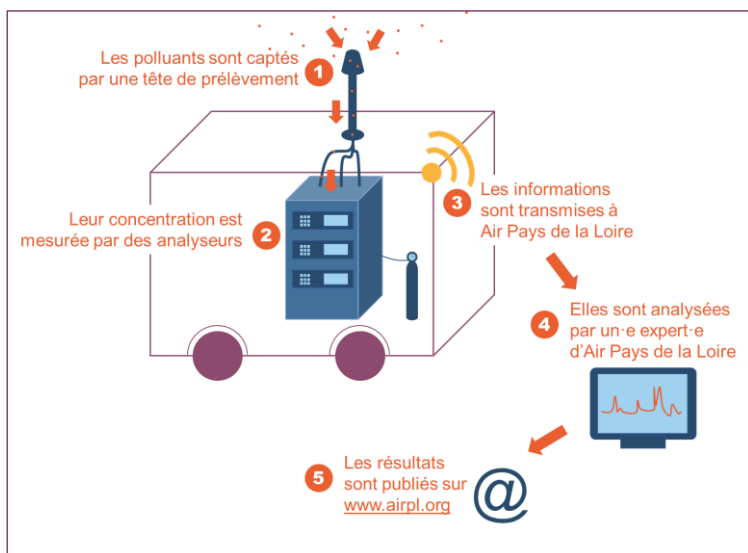 Les polluants sont captés
par une tête de prélèvement
1
Leur concentration est
mesurée par des analyseurs
2
3
Les informations
sont transmises à
Air Pays de la Loire
4
Elles sont analysées
par un·e expert·e
d'Air Pays de la Loire
5
Les résultats
sont publiés sur
www.airpl.org
@